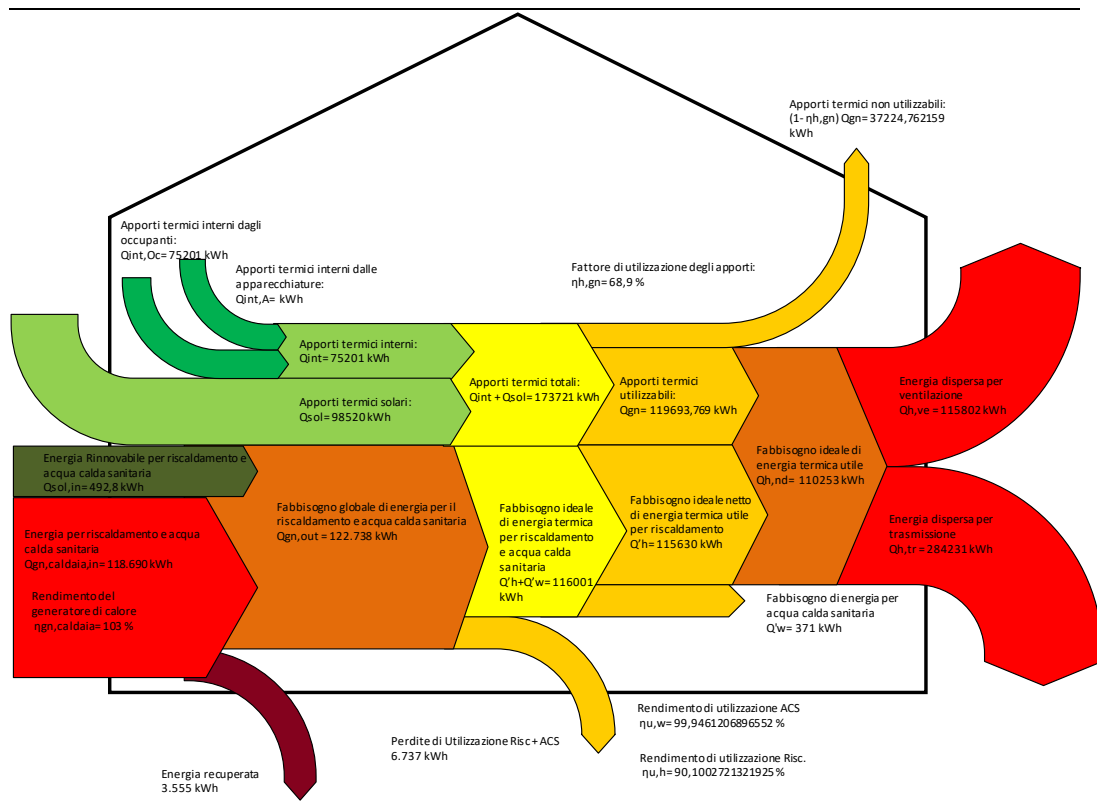 Apporti termici non utilizzabili:
(1- ηh,gn) Qgn= 37224,762159
kWh
Apporti termici interni dagli
occupanti:
Qint,Oc= 75201 kWh
Apporti termici interni dalle
apparecchiature:
Qint,A= kWh
Fattore di utilizzazione degli apporti:
ηh,gn= 68,9 %
Apporti termici interni:
Qint= 75201 kWh
Apporti termici solari:
Qsol= 98520 kWh
Apporti termici totali:
Qint + Qsol= 173721 kWh
Apporti termici
utilizzabili:
Qgn= 119693,769 kWh
Energia dispersa per
ventilazione
Qh,ve = 115802 kWh
Energia Rinnovabile per riscaldamento e
acqua calda sanitaria
Qsol,in= 492,8 kWh
Fabbisogno ideale di
energia termica utile
Qh,nd= 110253 kWh
Energia per riscaldamento e acqua
calda sanitaria
Qgn,caldaia,in= 118.690 kWh
Rendimento del
generatore di calore
ηgn,caldaia= 103 %
Fabbisogno globale di energia per il
riscaldamento e acqua calda sanitaria
Qgn,out = 122.738 kWh
Fabbisogno ideale
di energia termica
per riscaldamento
e acqua calda
sanitaria
Q'h+Q'w= 116001
kWh
Fabbisogno ideale netto
di energia termica utile
per riscaldamento
Q'h= 115630 kWh
Energia dispersa per
trasmissione
Qh,tr = 284231 kWh
Fabbisogno di energia per
acqua calda sanitaria
Q'w= 371 kWh
Rendimento di utilizzazione ACS
ηu,w= 99,9461206896552 %
Perdite di Utilizzazione Risc + ACS
6.737 kWh
Rendimento di utilizzazione Risc.
ηu,h= 90,1002721321925 %
Energia recuperata
3.555 kWh